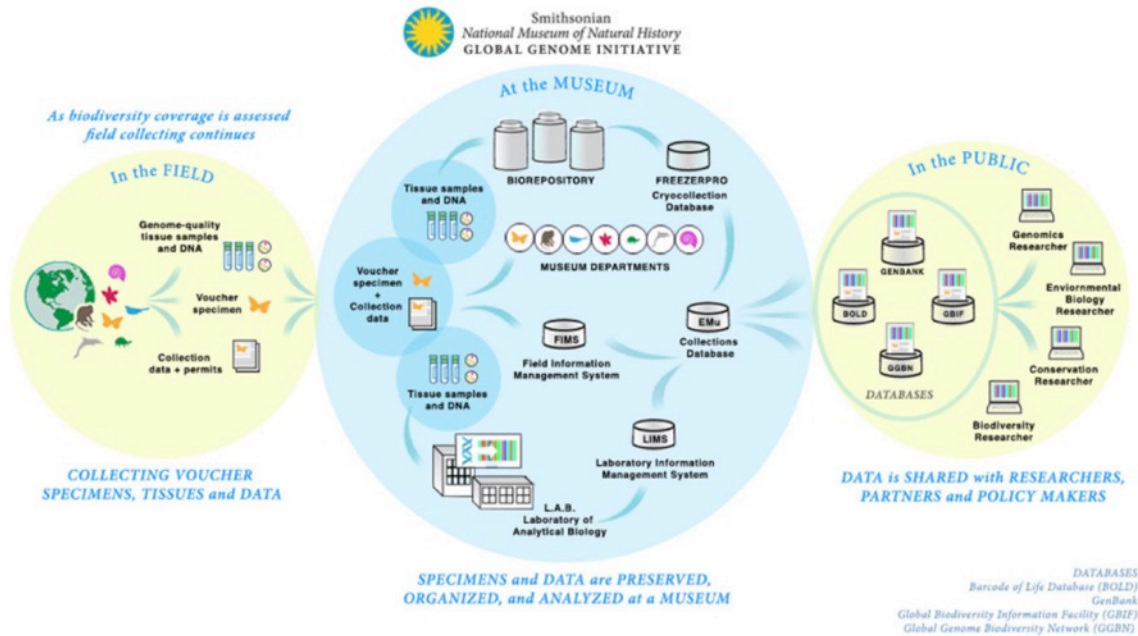 Smithsonian
National Museum of Natural History
GLOBAL GENOME INITIATIVE
As biodiversity coverage is assessed
field collecting continues
In the FIELD
Genome-quality
tissue samples
and DNA
Voucher
specimen
Collection
data + permits
COLLECTING VOUCHER
SPECIMENS, TISSUES and DATA
At the MUSEUM
BIOREPOSITORY
FREEZERPRO
Cryocollection
Database
Tissue samples
and DNA
MUSEUM DEPARTMENTS
Voucher
specimen
+
Collection
data
FIMS
Field Information
Management System
EMu
Collections
Database
Tissue samples
and DNA
LIMS
Laboratory Information
Management System
YAY
L.A.B.
Laboratory of
Analytical Biology
SPECIMENS and DATA are PRESERVED,
ORGANIZED, and ANALYZED at a MUSEUM
In the PUBLIC
GENBANK
BOLD
GBIF
GGBN
DATABASES
Genomics
Researcher
Enviornmental
Biology
Researcher
Conservation
Researcher
Biodiversity
Researcher
DATA is SHARED with RESEARCHERS,
PARTNERS and POLICY MAKERS
DATABASES
Barcode of Life Database (BOLD)
GenBank
Global Biodiversity Information Facility (GBIF)
Global Genome Biodiversity Network (GGBN)